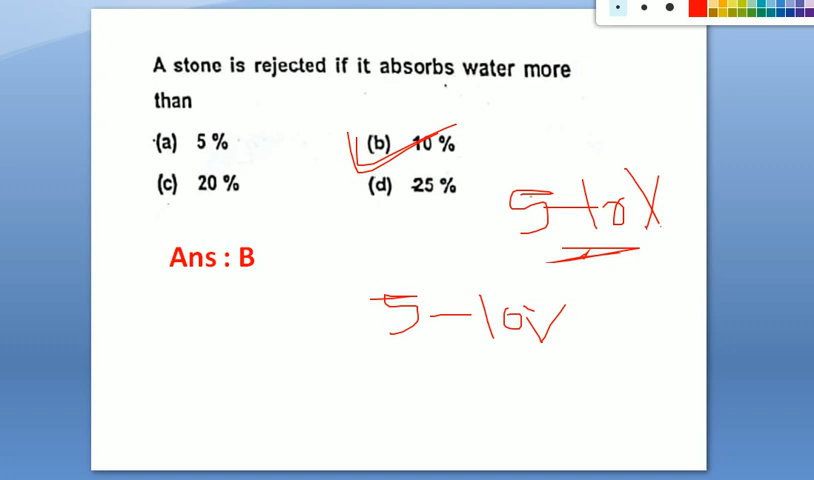 A stone is rejected if it absorbs water more
than
(a) 5 %
(b) 10 %
(c) 20 %
(d) 25 %
Ans : B
5-10 X
5-10